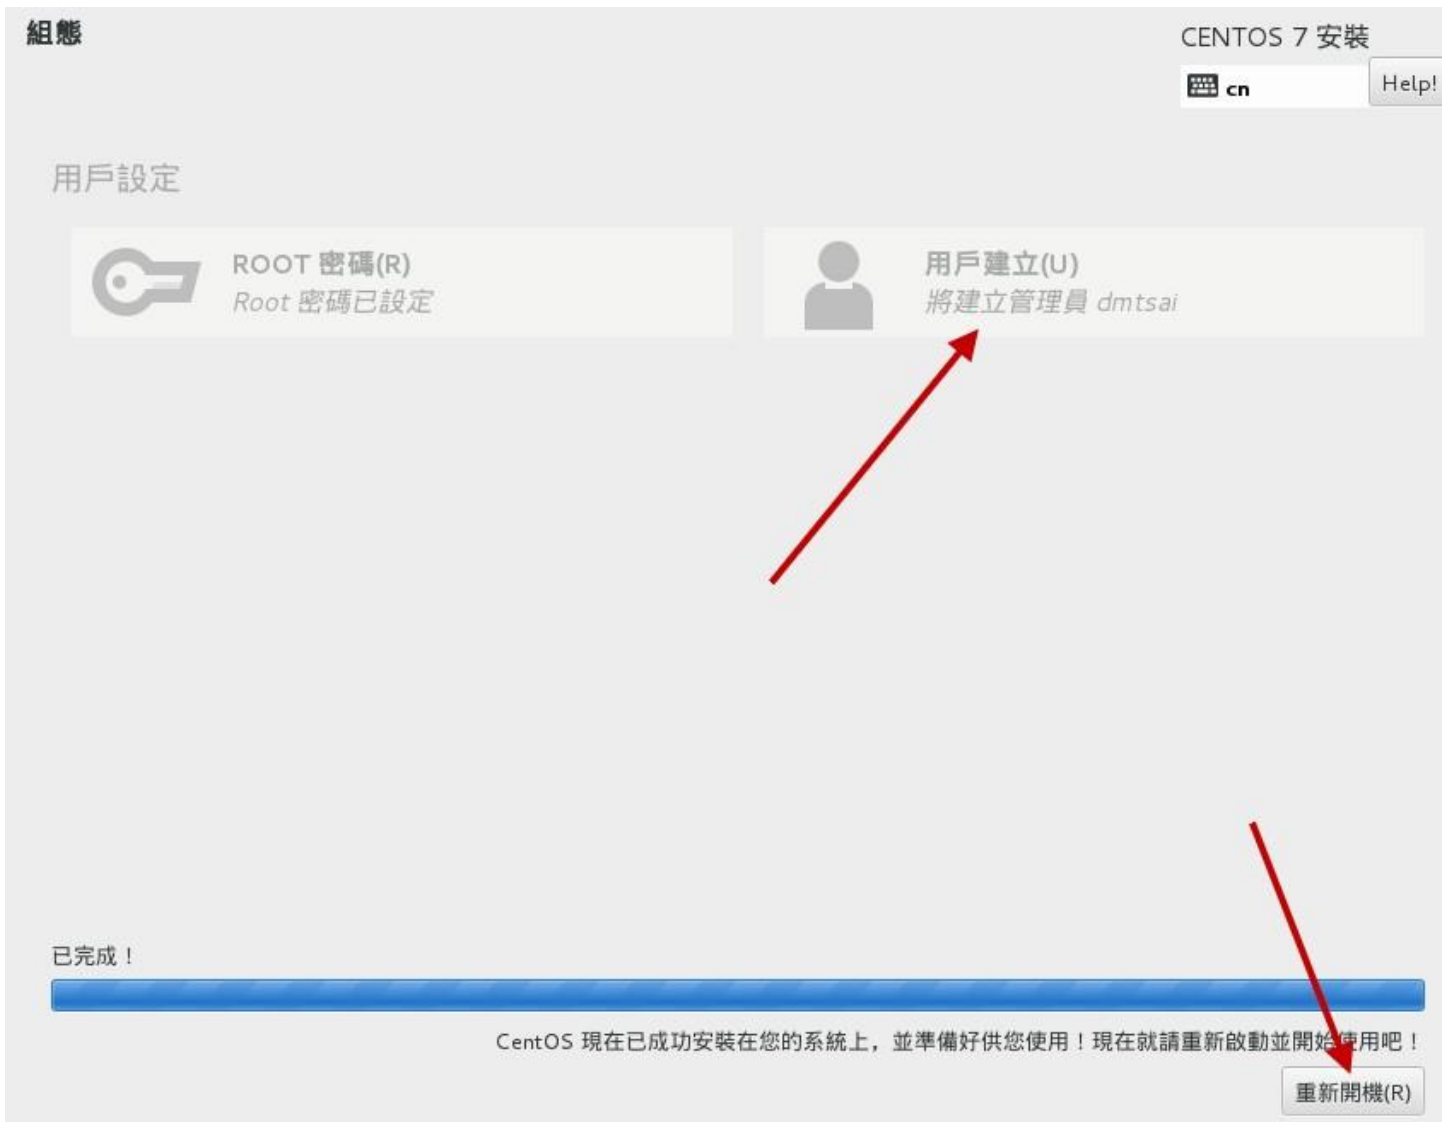 組態
CENTOS 7 安裝
cn
Help!
用戶設定
ROOT 密碼(R)
Root 密碼已設定
用戶建立(U)
將建立管理員 dmtsai
已完成！
CentOS 現在已成功安裝在您的系統上，並準備好供您使用！現在就請重新啟動並開始使用吧！
重新開機(R)